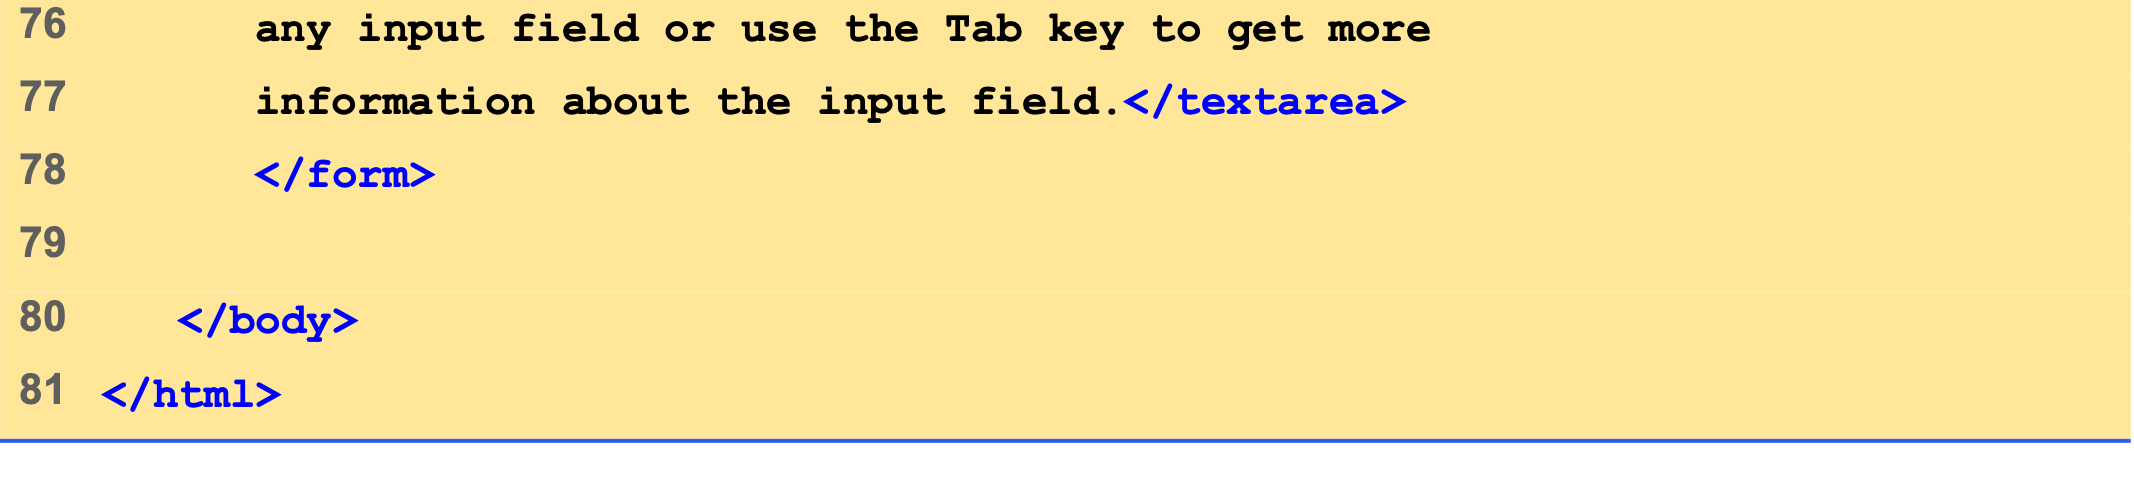 76 any input field or use the Tab key to get more
77 information about the input field.</textarea>
78 </form>
79
80 </body>
81 </html>